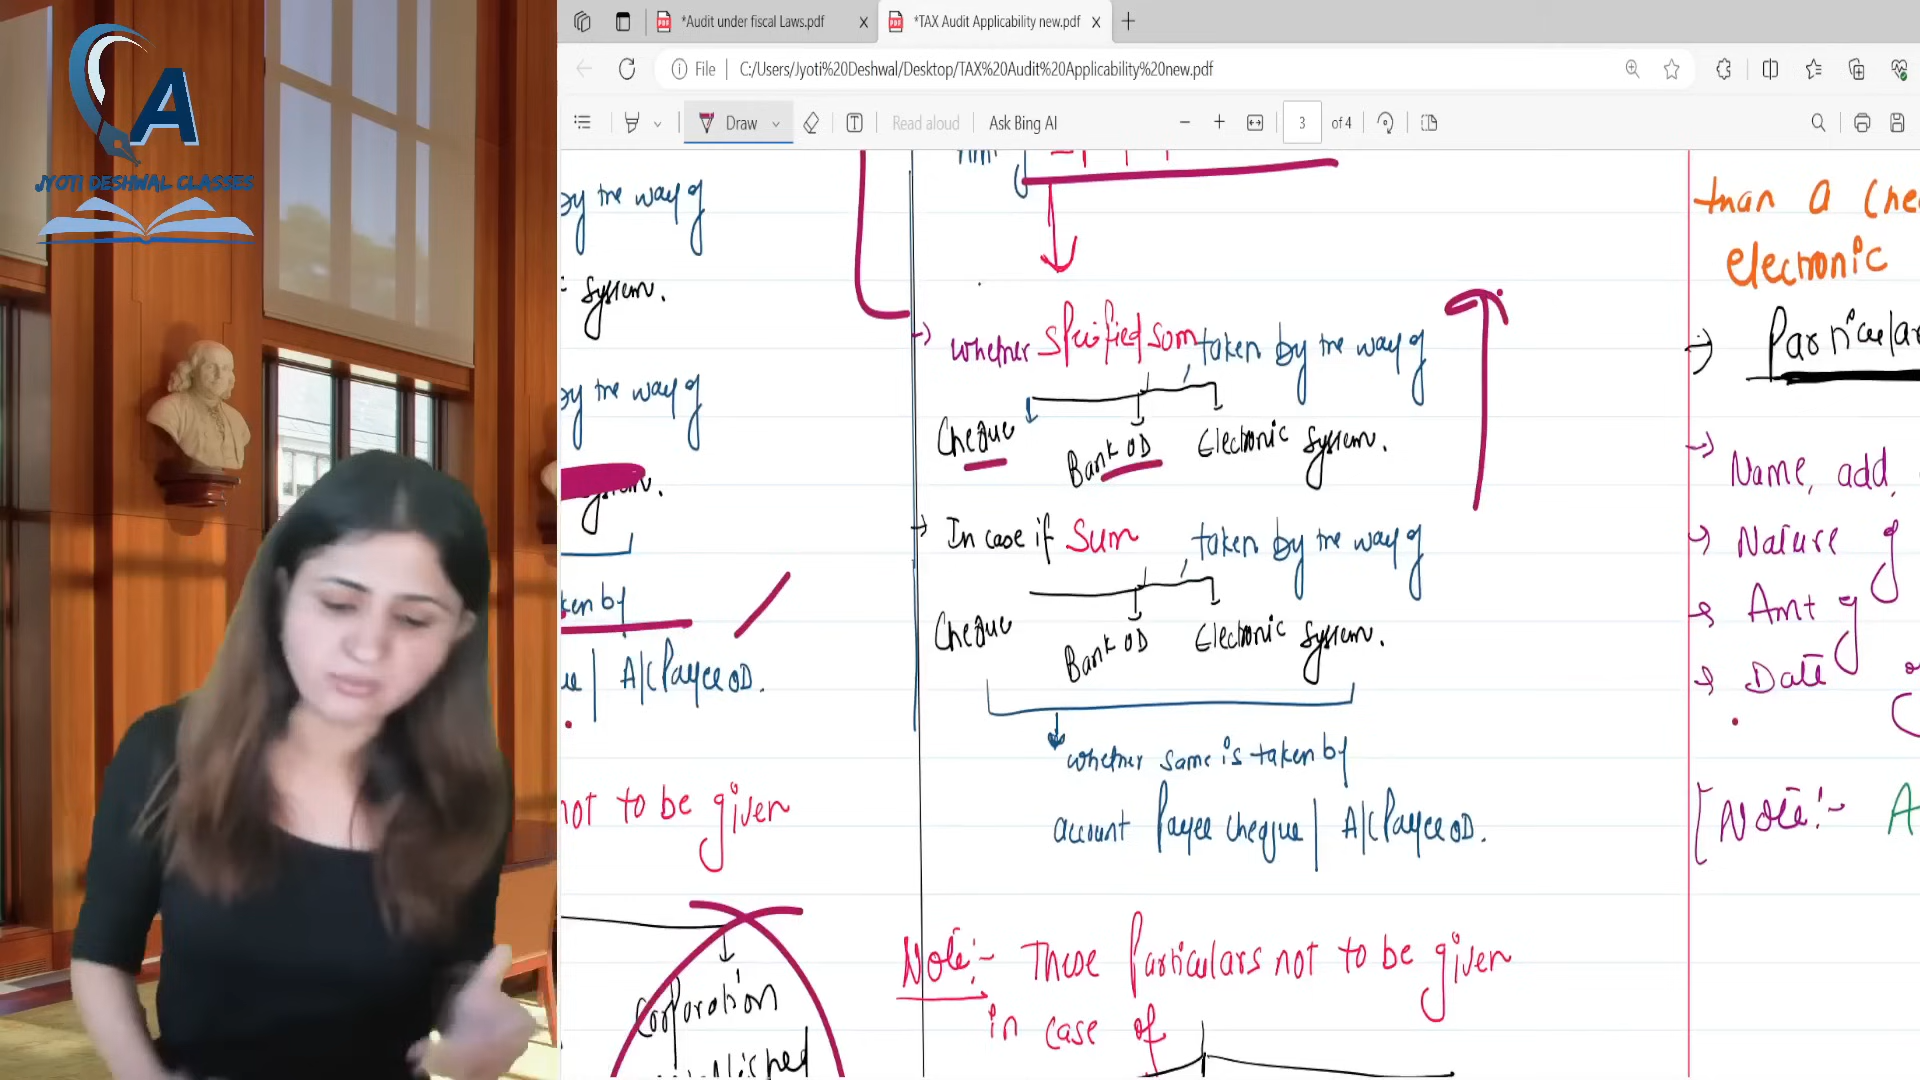 *Audit under fiscal Laws.pdf
*TAX Audit Applicability new.pdf
File
C:/Users/Jyoti%20Deshwal/Desktop/TAX%20Audit%20Applicability%20new.pdf
Draw
Read aloud
Ask Bing AI
3
of 4
A
JYOTI DESHWAL CLASSES
by the way of
System.
by the way of
ken by
A/C Payee OD.
not to be given
Corporation
→ whether Specified sum taken by the way of
Cheque
Bank OD
Electronic System.
→ In case if Sum taken by the way of
Cheque
Bank OD
Electronic System.
whether same is taken by
account Payee cheque | A/C Payee OD.
Note:- These Particulars not to be given
in case of
than a Che
electronic
→ Particular
→ Name, add
→ Nature of
→ Amt of
→ Date
[Note:- A